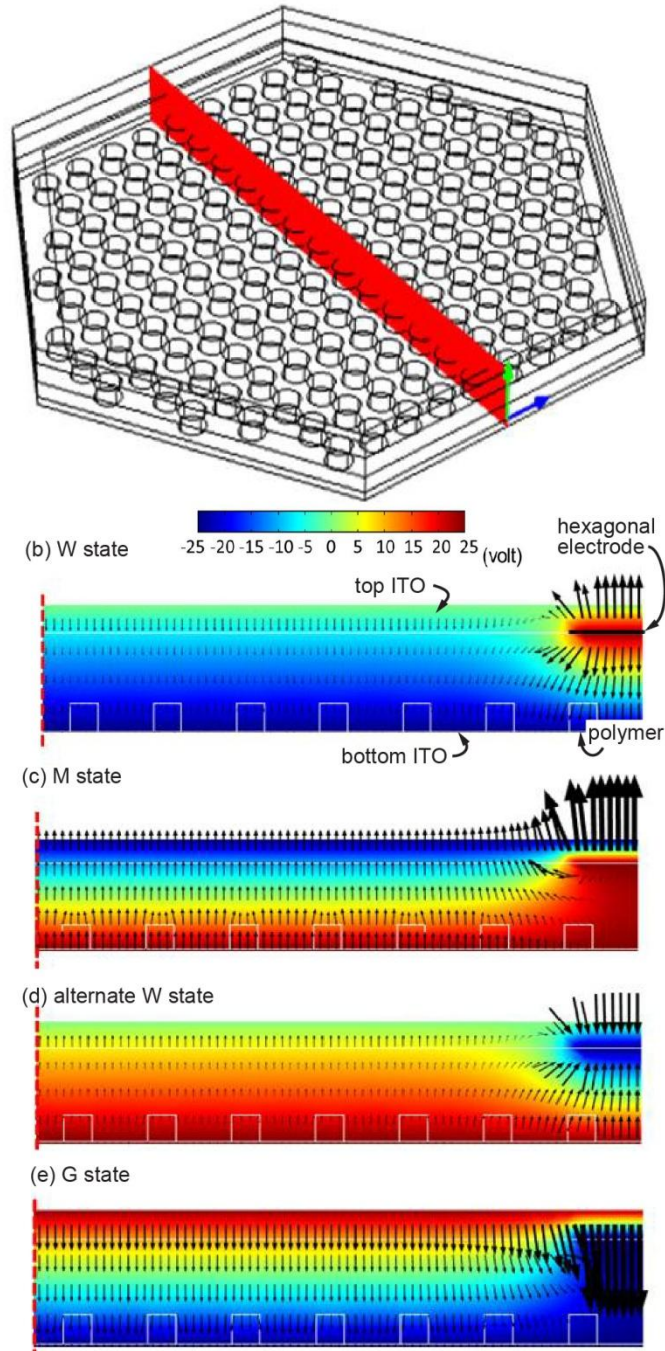 hexagonal
electrode
(b) W state
-25 -20 -15 -10 -5 0 5 10 15 20 25 (volt)
top ITO
bottom ITO
polymer
(c) M state
(d) alternate W state
(e) G state